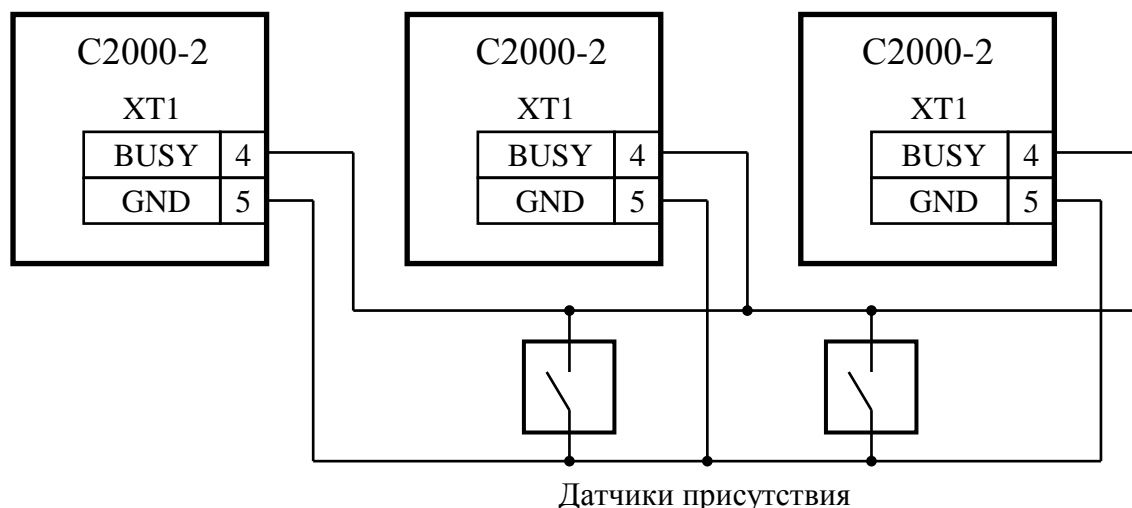 С2000-2 С2000-2 С2000-2
XT1 XT1 XT1
BUSY 4 BUSY 4 BUSY 4
GND 5 GND 5 GND 5
Датчики присутствия